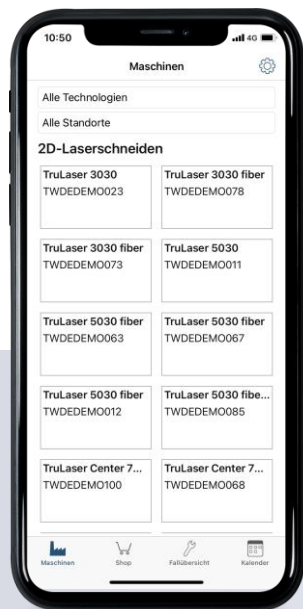 10:50
4G
Maschinen
Alle Technologien
Alle Standorte
2D-Laserschneiden
TruLaser 3030
TWDEDEMO023
TruLaser 3030 fiber
TWDEDEMO078
TruLaser 3030 fiber
TWDEDEMO073
TruLaser 5030
TWDEDEMO011
TruLaser 5030 fiber
TWDEDEMO063
TruLaser 5030 fiber
TWDEDEMO067
TruLaser 5030 fiber
TWDEDEMO012
TruLaser 5030 fibe...
TWDEDEMO085
TruLaser Center 7...
TWDEDEMO100
TruLaser Center 7...
TWDEDEMO068
Maschinen
Shop
Fallübersicht
Kalender